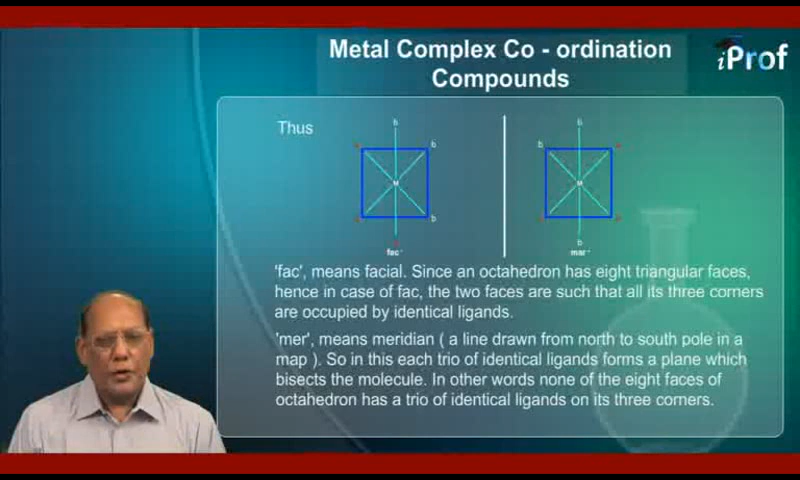 Metal Complex Co - ordination
Compounds
iProf
Thus
b
b
M
b
fac-
b
b
M
b
mer-
'fac', means facial. Since an octahedron has eight triangular faces,
hence in case of fac, the two faces are such that all its three corners
are occupied by identical ligands.
'mer', means meridian ( a line drawn from north to south pole in a
map ). So in this each trio of identical ligands forms a plane which
bisects the molecule. In other words none of the eight faces of
octahedron has a trio of identical ligands on its three corners.